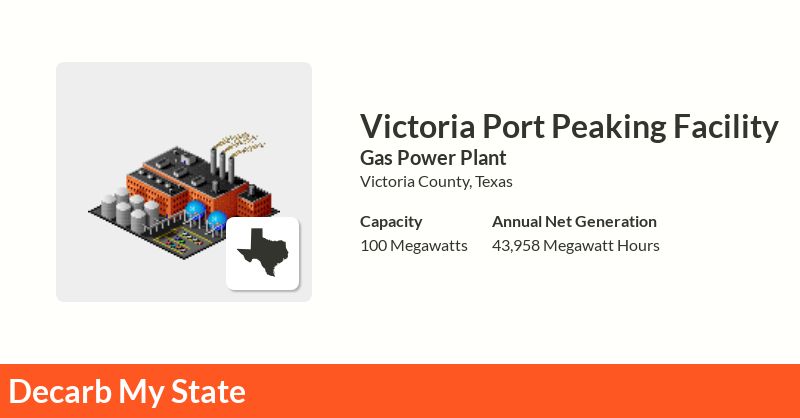 Victoria Port Peaking Facility
Gas Power Plant
Victoria County, Texas
Capacity
100 Megawatts
Annual Net Generation
43,958 Megawatt Hours
Decarb My State